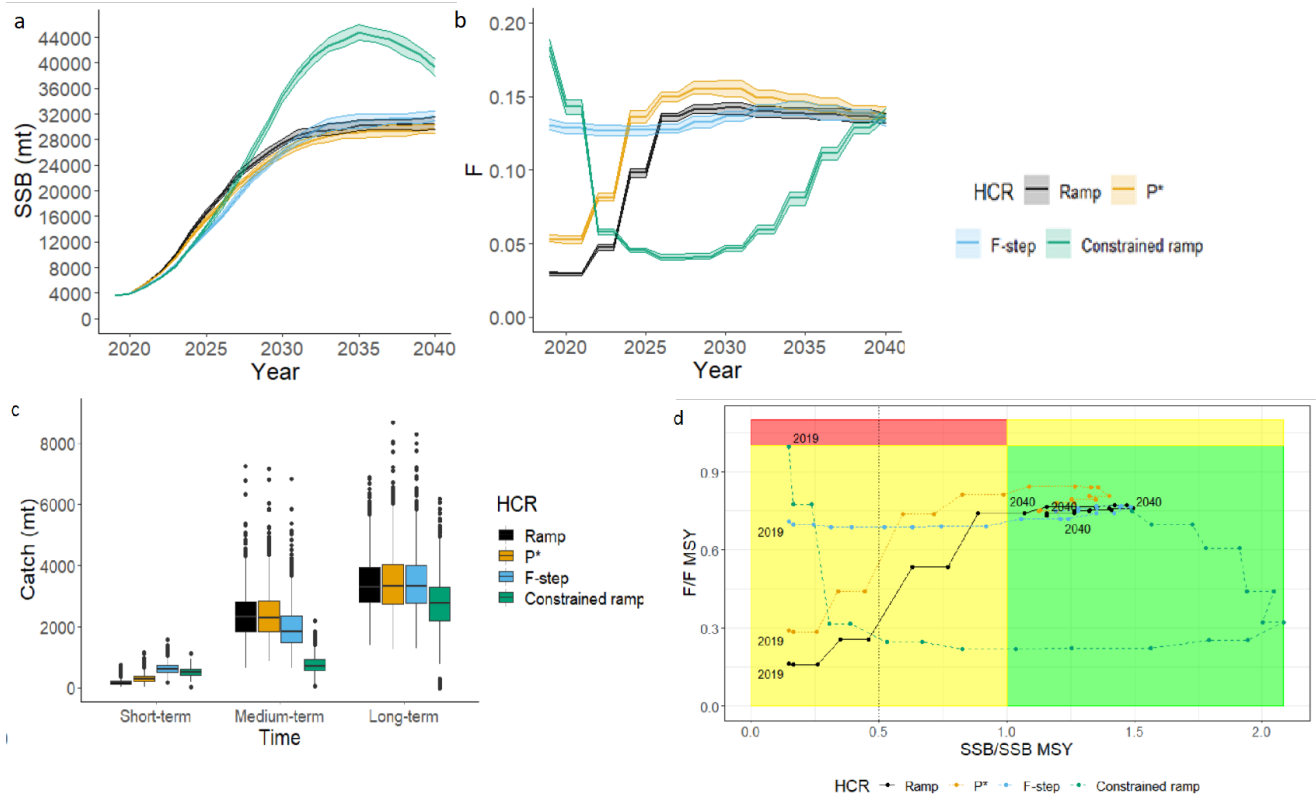 a
44000
40000
36000
32000
28000
24000
20000
16000
12000
8000
4000
0
SSB (mt)
2020 2025 2030 2035 2040
Year
b
0.20
0.15
0.10
0.05
0.00
F
2020 2025 2030 2035 2040
Year
HCR Ramp P*
F-step Constrained ramp
c
8000
6000
4000
2000
0
Catch (mt)
Short-term Medium-term Long-term
Time
HCR
Ramp
P*
F-step
Constrained ramp
d
0.9
0.6
0.3
0.0
F/F MSY
2019
2019
2019
2019
2040
2040
2040
2040
0.0 0.5 1.0 1.5 2.0
SSB/SSB MSY
HCR Ramp P* F-step Constrained ramp